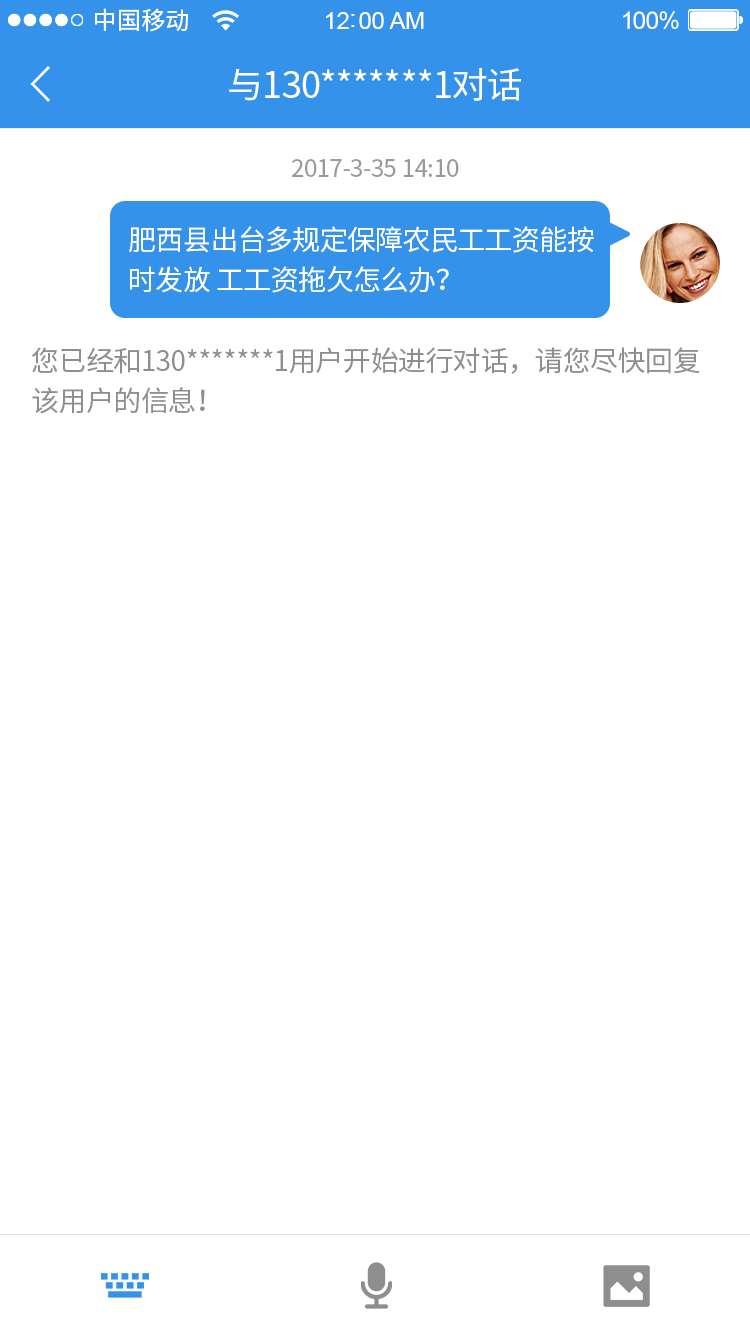 中国移动 12:00 AM 100%
与130*******1对话
2017-3-35 14:10
肥西县出台多规定保障农民工工资能按
时发放 工工资拖欠怎么办？
您已经和130*******1用户开始进行对话，请您尽快回复
该用户的信息！